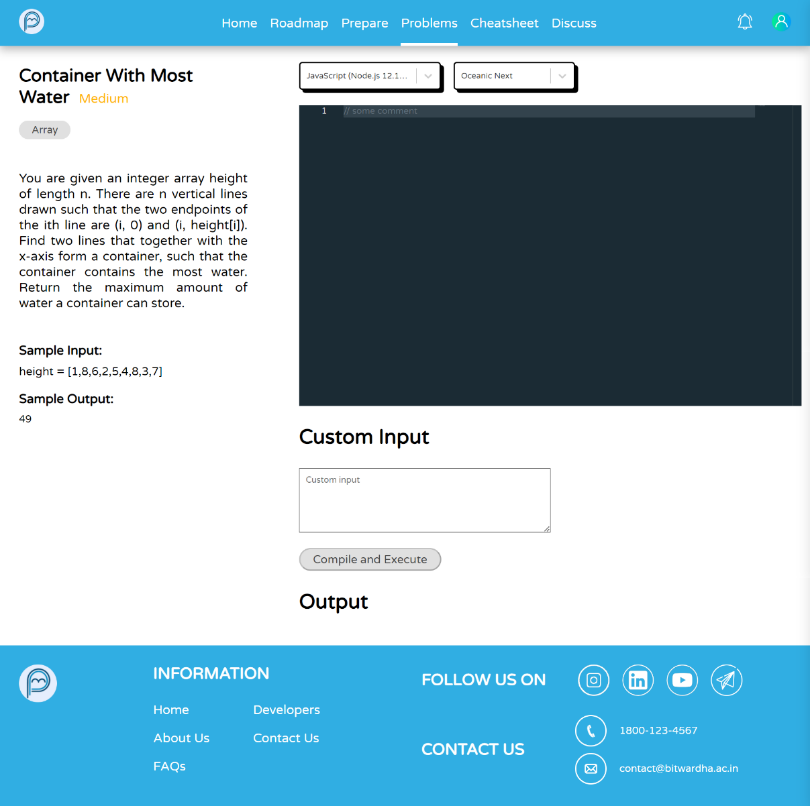 Home Roadmap Prepare Problems Cheatsheet Discuss
Container With Most
Water Medium
Array
You are given an integer array height
of length n. There are n vertical lines
drawn such that the two endpoints of
the ith line are (i, 0) and (i, height[i]).
Find two lines that together with the
x-axis form a container, such that the
container contains the most water.
Return the maximum amount of
water a container can store.
Sample Input:
height = [1,8,6,2,5,4,8,3,7]
Sample Output:
49
JavaScript (Node.js 12.1...
Oceanic Next
1 // some comment
Custom Input
Custom input
Compile and Execute
Output
INFORMATION
Home Developers
About Us Contact Us
FAQs
FOLLOW US ON
in
CONTACT US
1800-123-4567
contact@bitwardha.ac.in